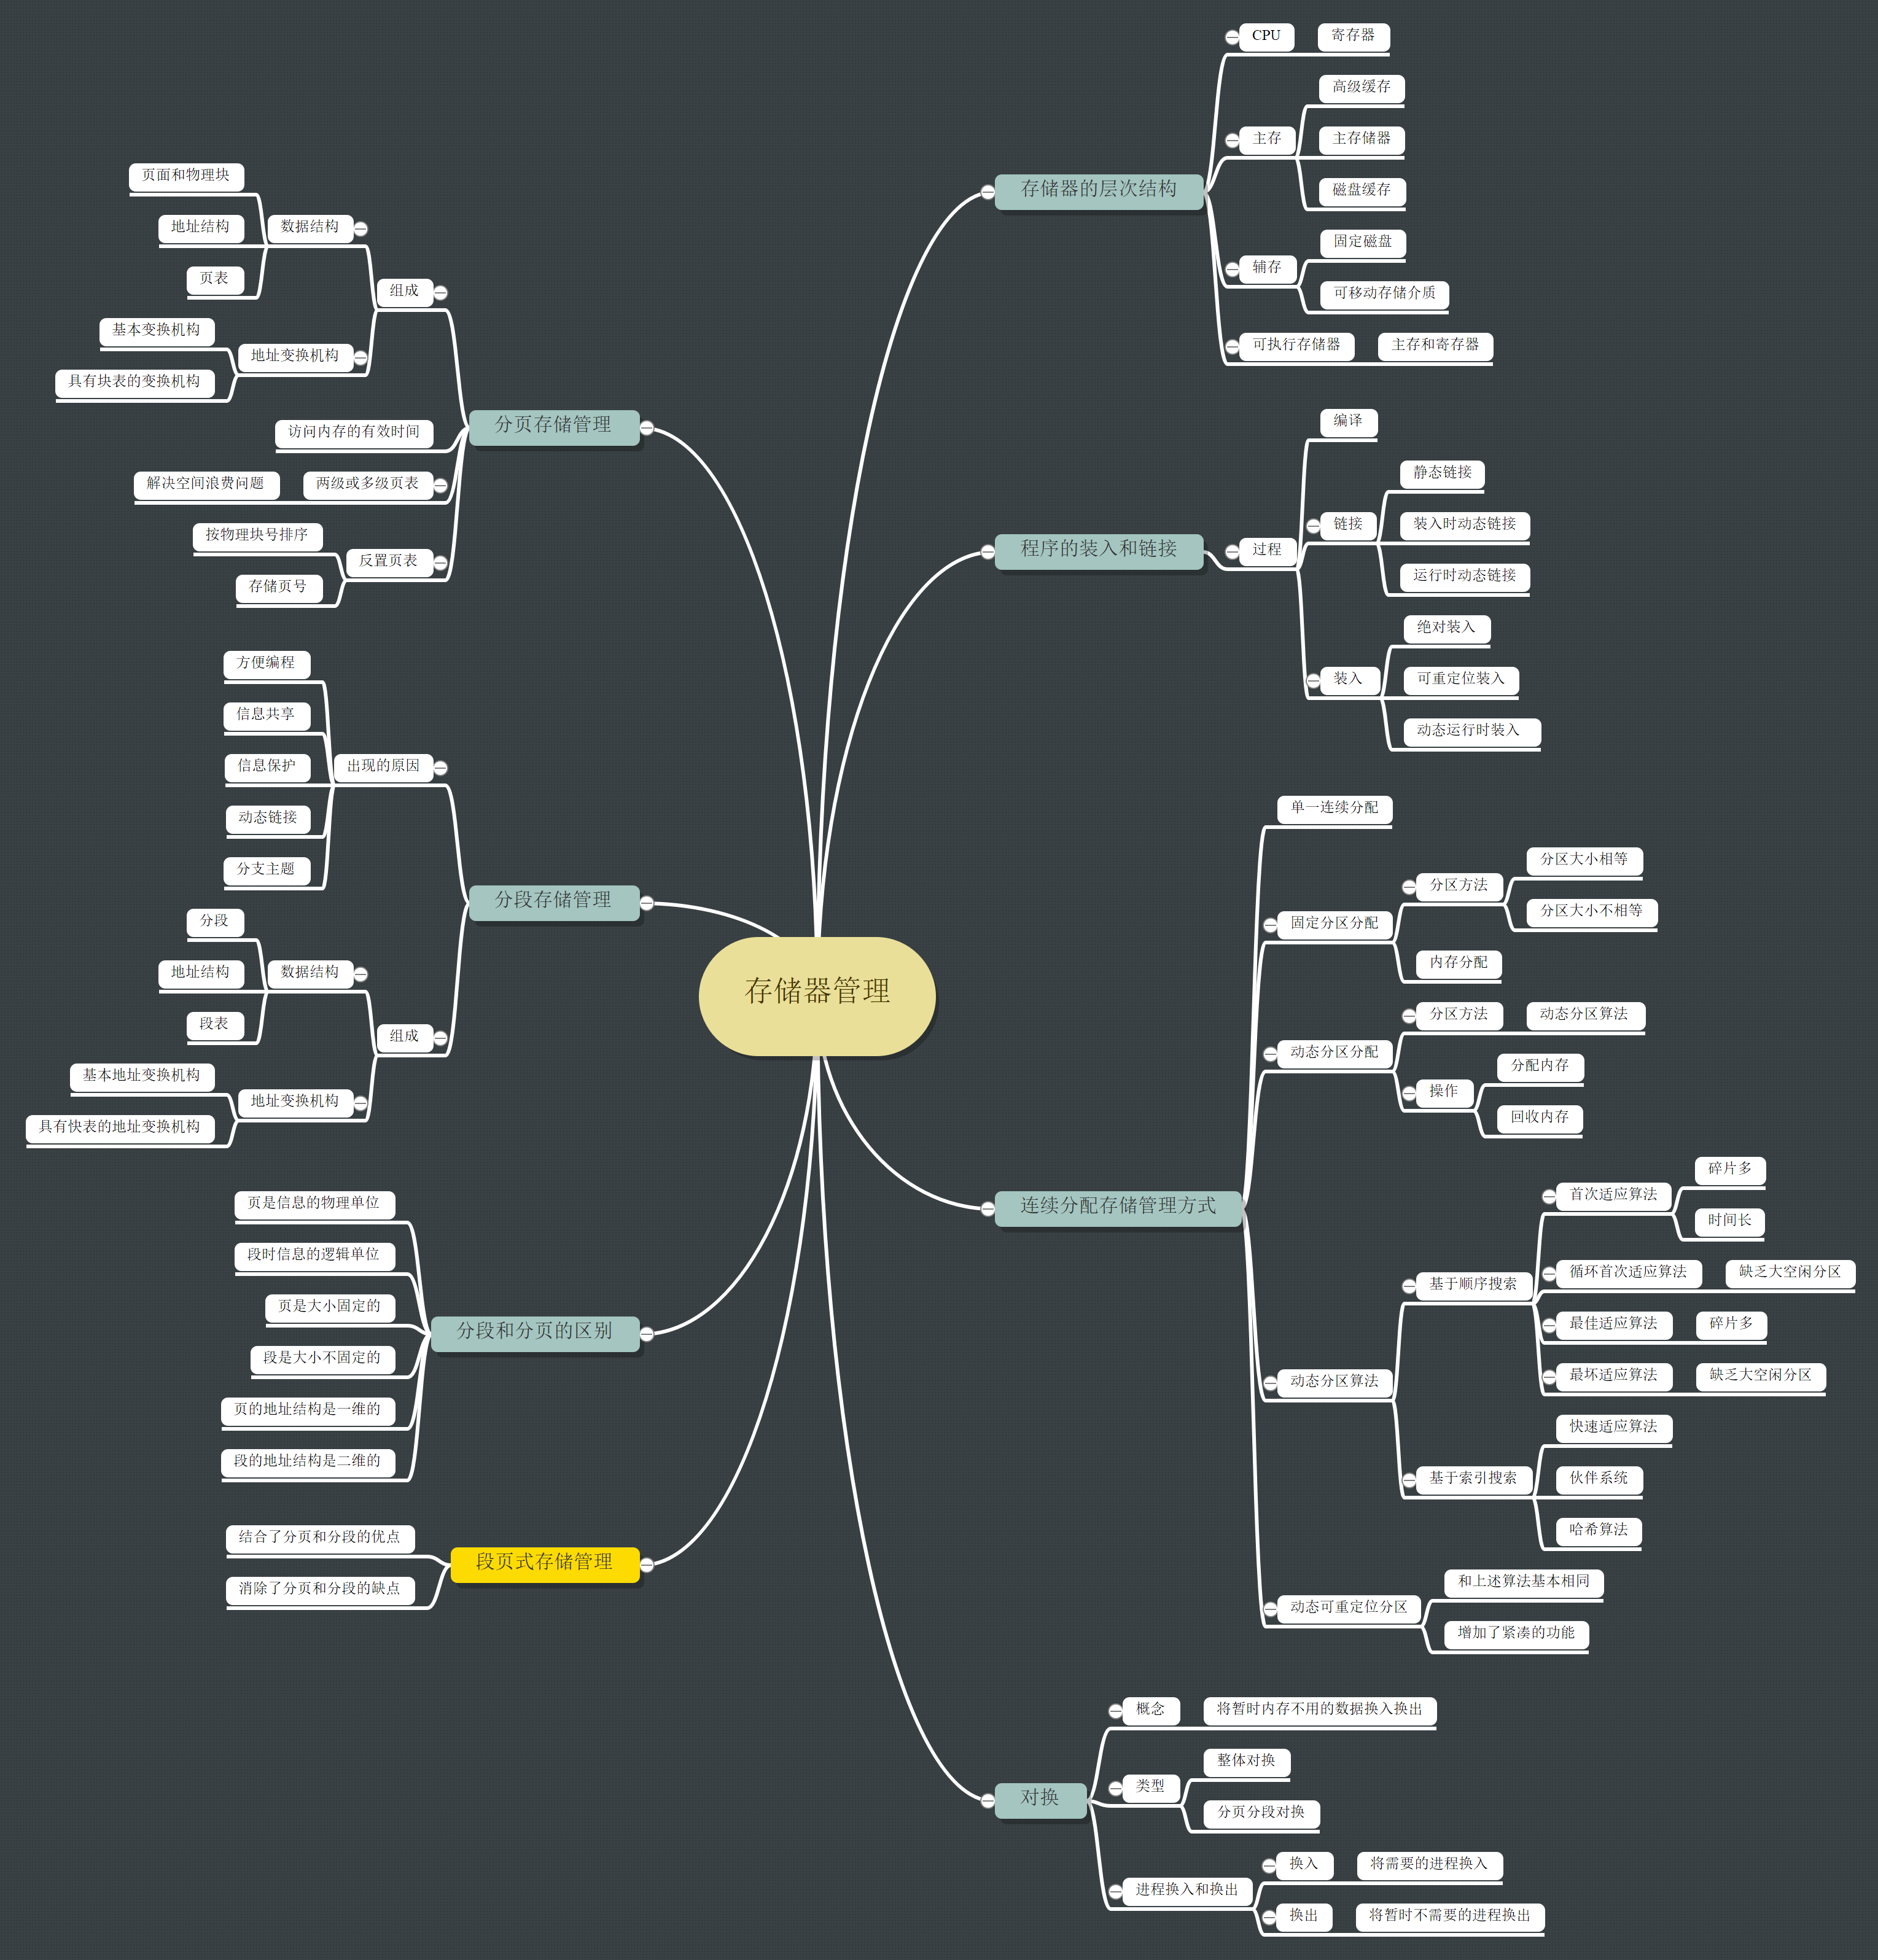 存储器管理
存储器的层次结构
CPU
寄存器
主存
高级缓存
主存储器
磁盘缓存
辅存
固定磁盘
可移动存储介质
可执行存储器
主存和寄存器
程序的装入和链接
过程
编译
链接
静态链接
装入时动态链接
运行时动态链接
装入
绝对装入
可重定位装入
动态运行时装入
连续分配存储管理方式
单一连续分配
固定分区分配
分区方法
分区大小相等
分区大小不相等
内存分配
动态分区分配
分区方法
动态分区算法
操作
分配内存
回收内存
动态分区算法
基于顺序搜索
首次适应算法
碎片多
时间长
循环首次适应算法
缺乏大空闲分区
最佳适应算法
碎片多
最坏适应算法
缺乏大空闲分区
基于索引搜索
快速适应算法
伙伴系统
哈希算法
动态可重定位分区
和上述算法基本相同
增加了紧凑的功能
对换
概念
将暂时内存不用的数据换入换出
类型
整体对换
分页分段对换
进程换入和换出
换入
将需要的进程换入
换出
将暂时不需要的进程换出
分页存储管理
组成
数据结构
页面和物理块
地址结构
页表
地址变换机构
基本变换机构
具有块表的变换机构
访问内存的有效时间
两级或多级页表
解决空间浪费问题
反置页表
按物理块号排序
存储页号
分段存储管理
出现的原因
方便编程
信息共享
信息保护
动态链接
分支主题
组成
数据结构
分段
地址结构
段表
地址变换机构
基本地址变换机构
具有快表的地址变换机构
分段和分页的区别
页是信息的物理单位
段时信息的逻辑单位
页是大小固定的
段是大小不固定的
页的地址结构是一维的
段的地址结构是二维的
段页式存储管理
结合了分页和分段的优点
消除了分页和分段的缺点